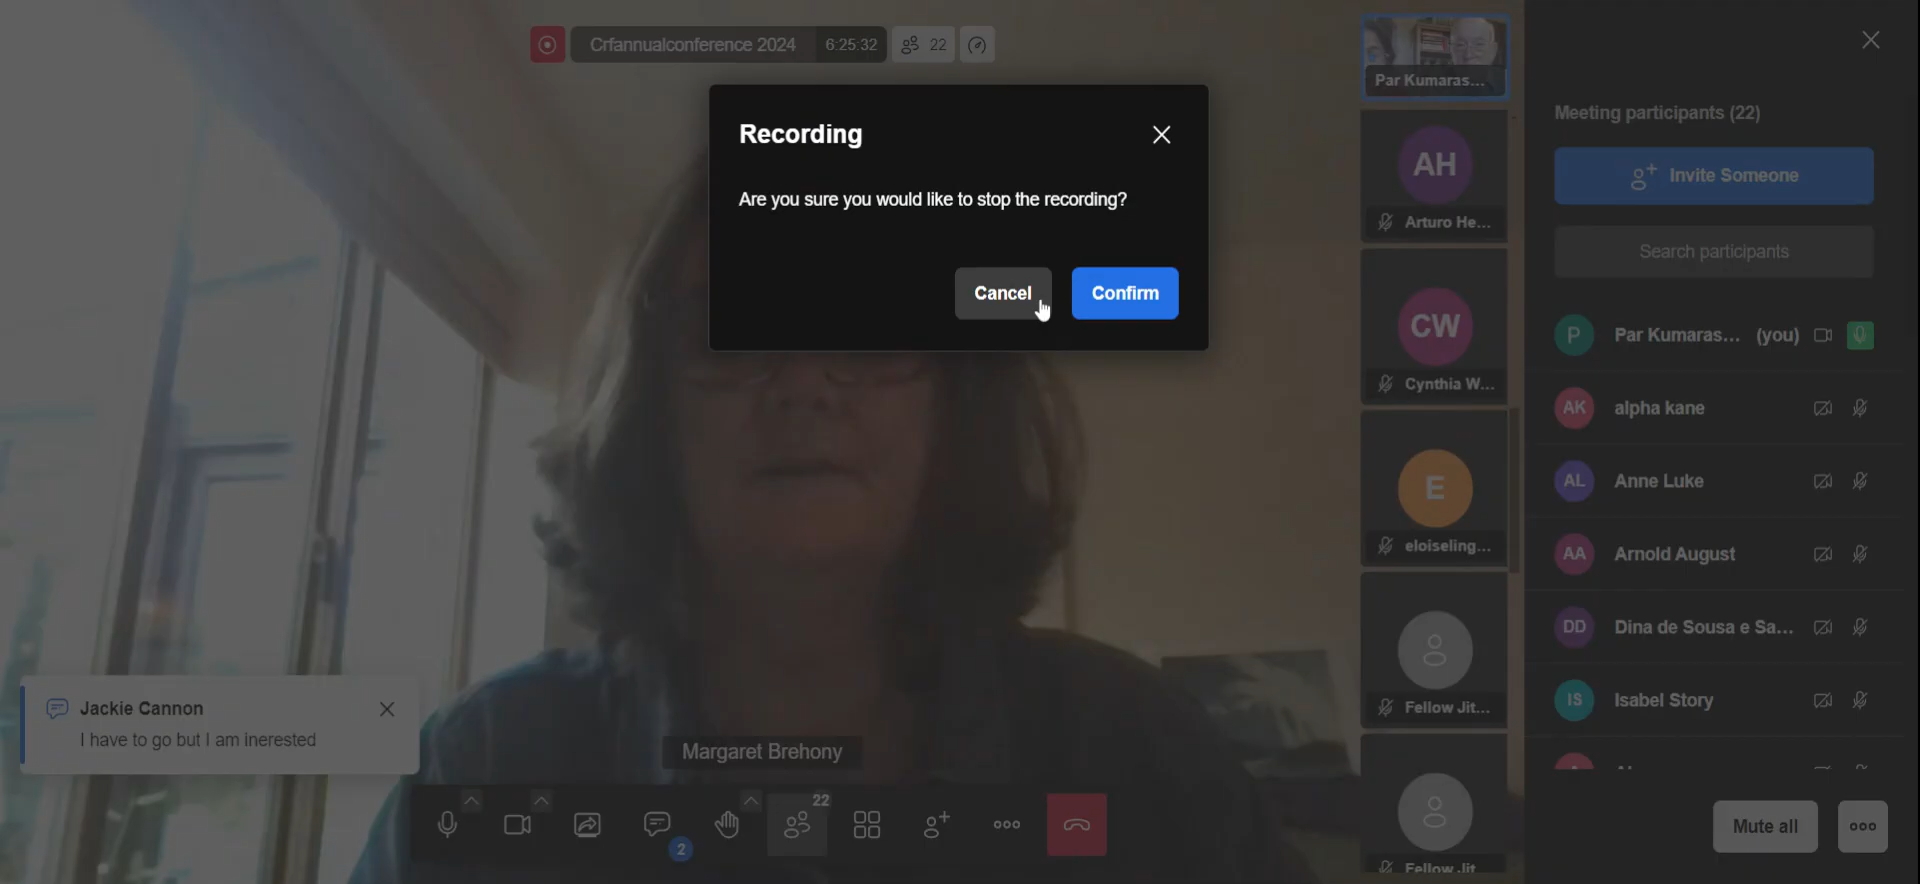 Crfannualconference 2024 6:25:32 22
Par Kumaras...
Recording
Are you sure you would like to stop the recording?
Cancel Confirm
AH
Arturo He...
CW
Cynthia W...
E
eloiseling...
Fellow Jit...
Fellow Jit
Meeting participants (22)
Invite Someone
Search participants
P Par Kumaras... (you)
AK alpha kane
AL Anne Luke
AA Arnold August
DD Dina de Sousa e Sa...
IS Isabel Story
Mute all
Jackie Cannon
I have to go but I am inerested
Margaret Brehony
22
2